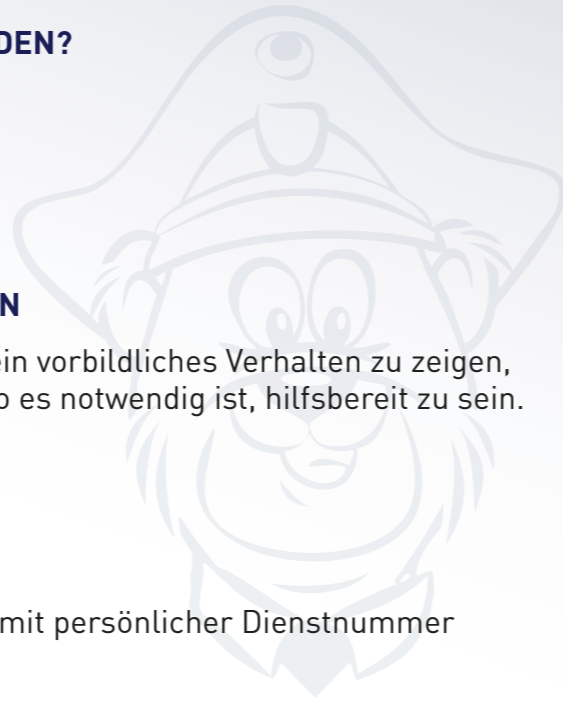 DEN?
N
ein vorbildliches Verhalten zu zeigen,
o es notwendig ist, hilfsbereit zu sein.
mit persönlicher Dienstnummer